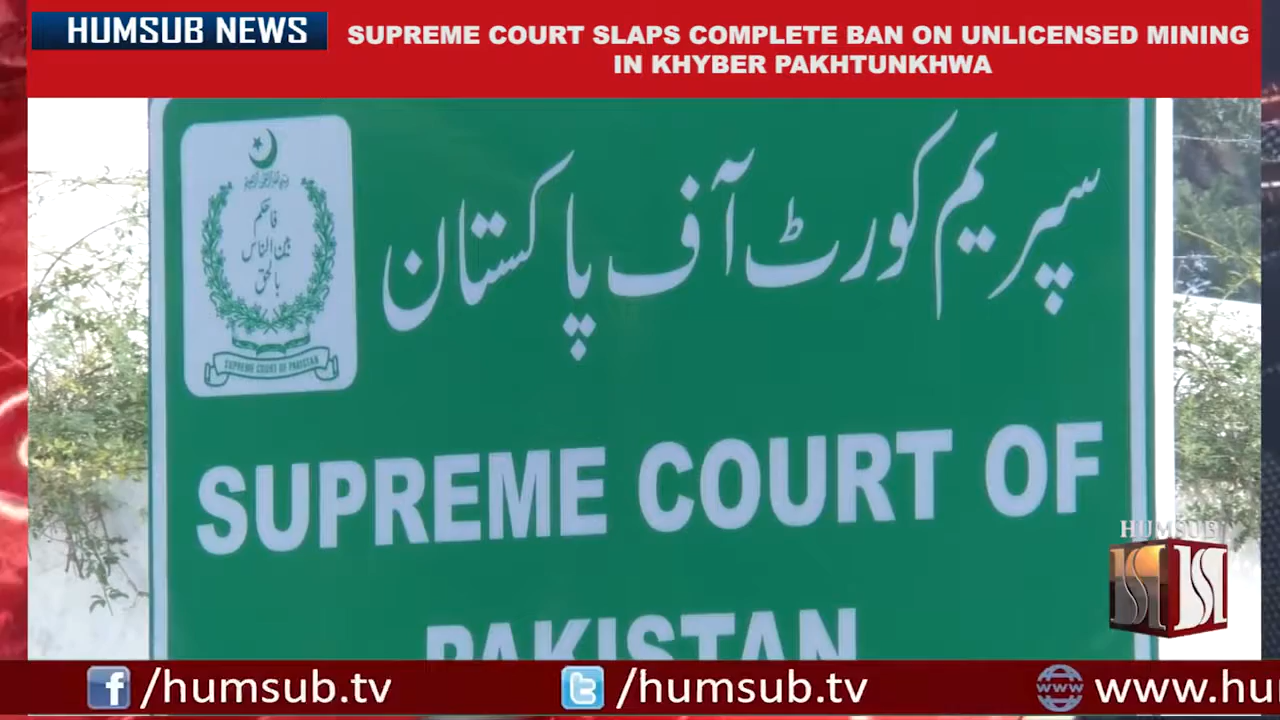 HUMSUB NEWS
SUPREME COURT SLAPS COMPLETE BAN ON UNLICENSED MINING
IN KHYBER PAKHTUNKHWA
سپریم کورٹ آف پاکستان
فاحکم
بین الناس
بالحق
SUPREME COURT OF PAKISTAN
SUPREME COURT OF
PAKISTAN
HUMSUB
/humsub.tv
/humsub.tv
www.hu